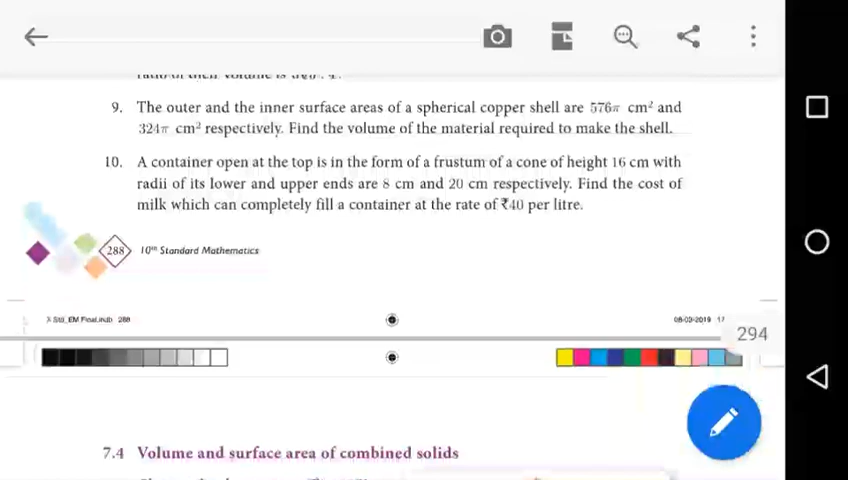 9. The outer and the inner surface areas of a spherical copper shell are 576π cm² and
324π cm² respectively. Find the volume of the material required to make the shell.
10. A container open at the top is in the form of a frustum of a cone of height 16 cm with
radii of its lower and upper ends are 8 cm and 20 cm respectively. Find the cost of
milk which can completely fill a container at the rate of ₹40 per litre.
288 10th Standard Mathematics
X Std_EM Final.indb 288
294
7.4 Volume and surface area of combined solids